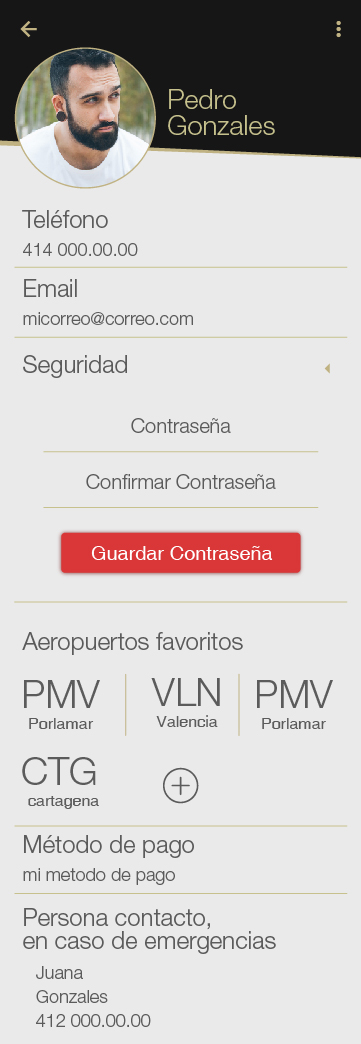 Pedro
Gonzales
Teléfono
414 000.00.00
Email
micorreo@correo.com
Seguridad
Contraseña
Confirmar Contraseña
Guardar Contraseña
Aeropuertos favoritos
PMV VLN PMV
Porlamar Valencia Porlamar
CTG
cartagena
Método de pago
mi metodo de pago
Persona contacto,
en caso de emergencias
Juana
Gonzales
412 000.00.00